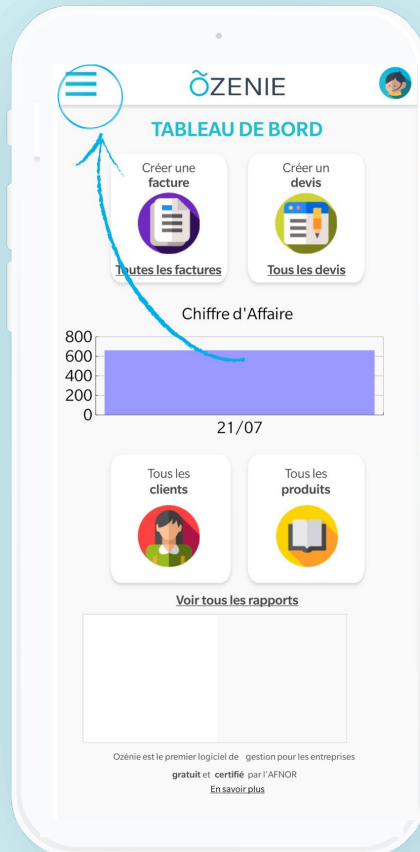 ÕZENIE
TABLEAU DE BORD
Créer une
facture
Toutes les factures
Créer un
devis
Tous les devis
Chiffre d'Affaire
800
600
400
200
0
21/07
Tous les
clients
Tous les
produits
Voir tous les rapports
Ozénie est le premier logiciel de gestion pour les entreprises
gratuit et certifié par l'AFNOR
En savoir plus